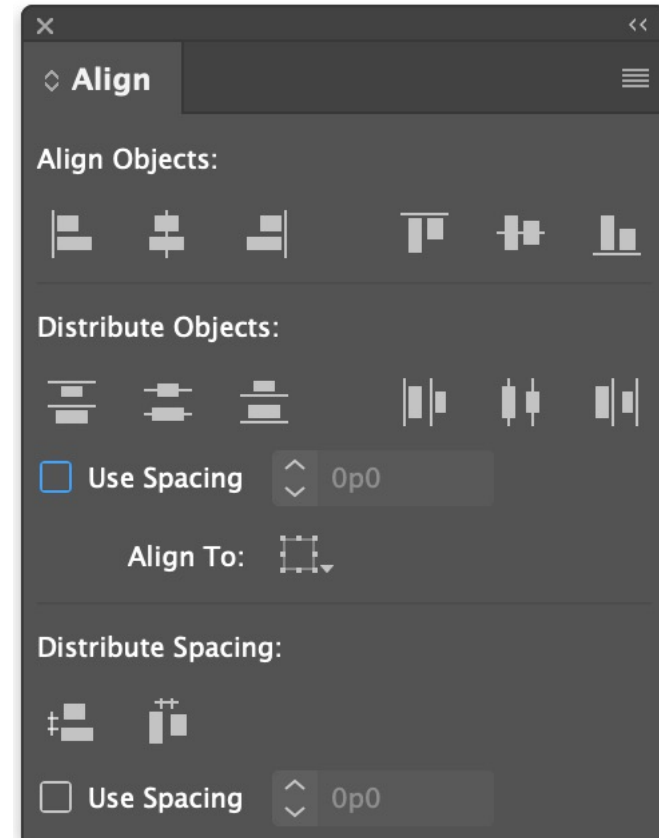 Align
Align Objects:
Distribute Objects:
Use Spacing 0p0
Align To:
Distribute Spacing:
Use Spacing 0p0